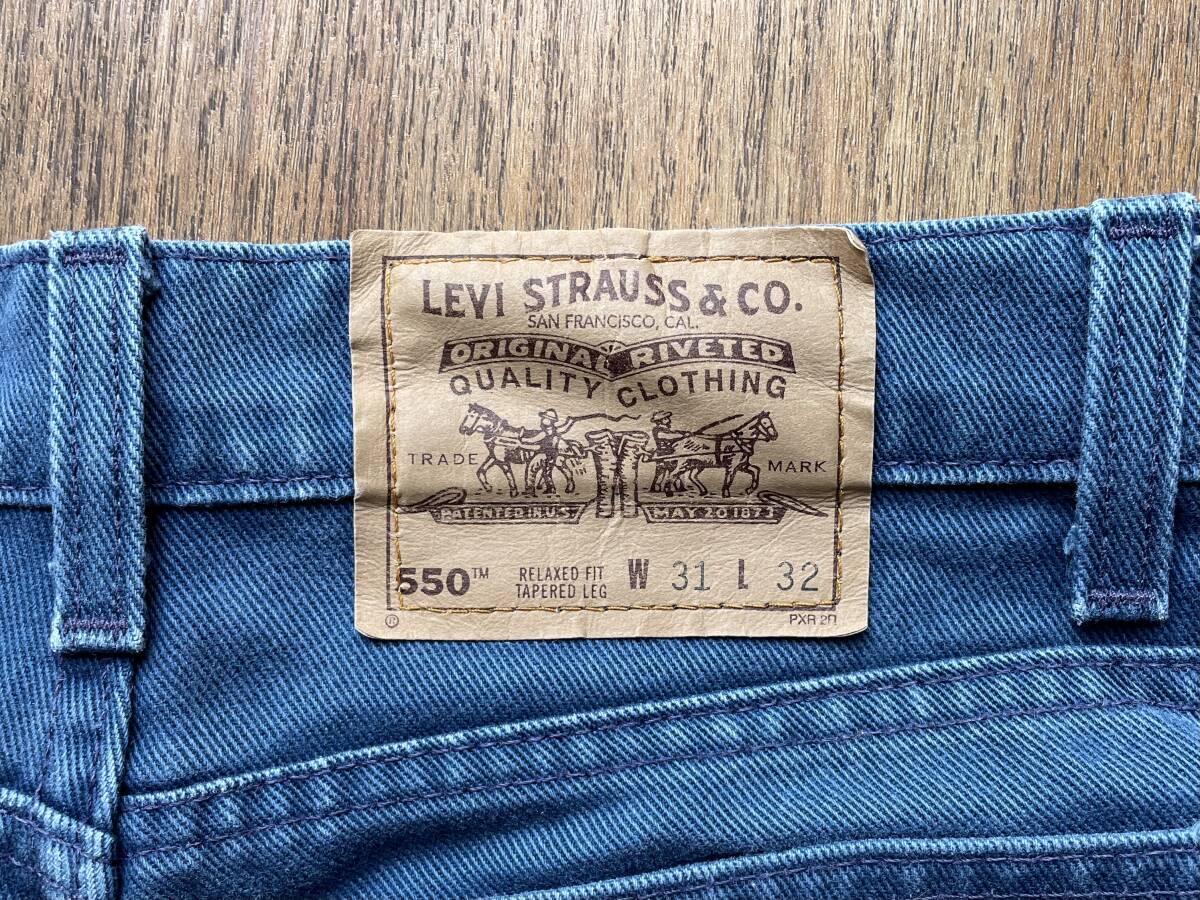 LEVI STRAUSS & CO.
SAN FRANCISCO, CAL.
ORIGINAL RIVETED
QUALITY CLOTHING
TRADE MARK
PATENTED IN U.S. MAY 20 1873
550™ RELAXED FIT W 31 L 32
TAPERED LEG
® PXR 2D